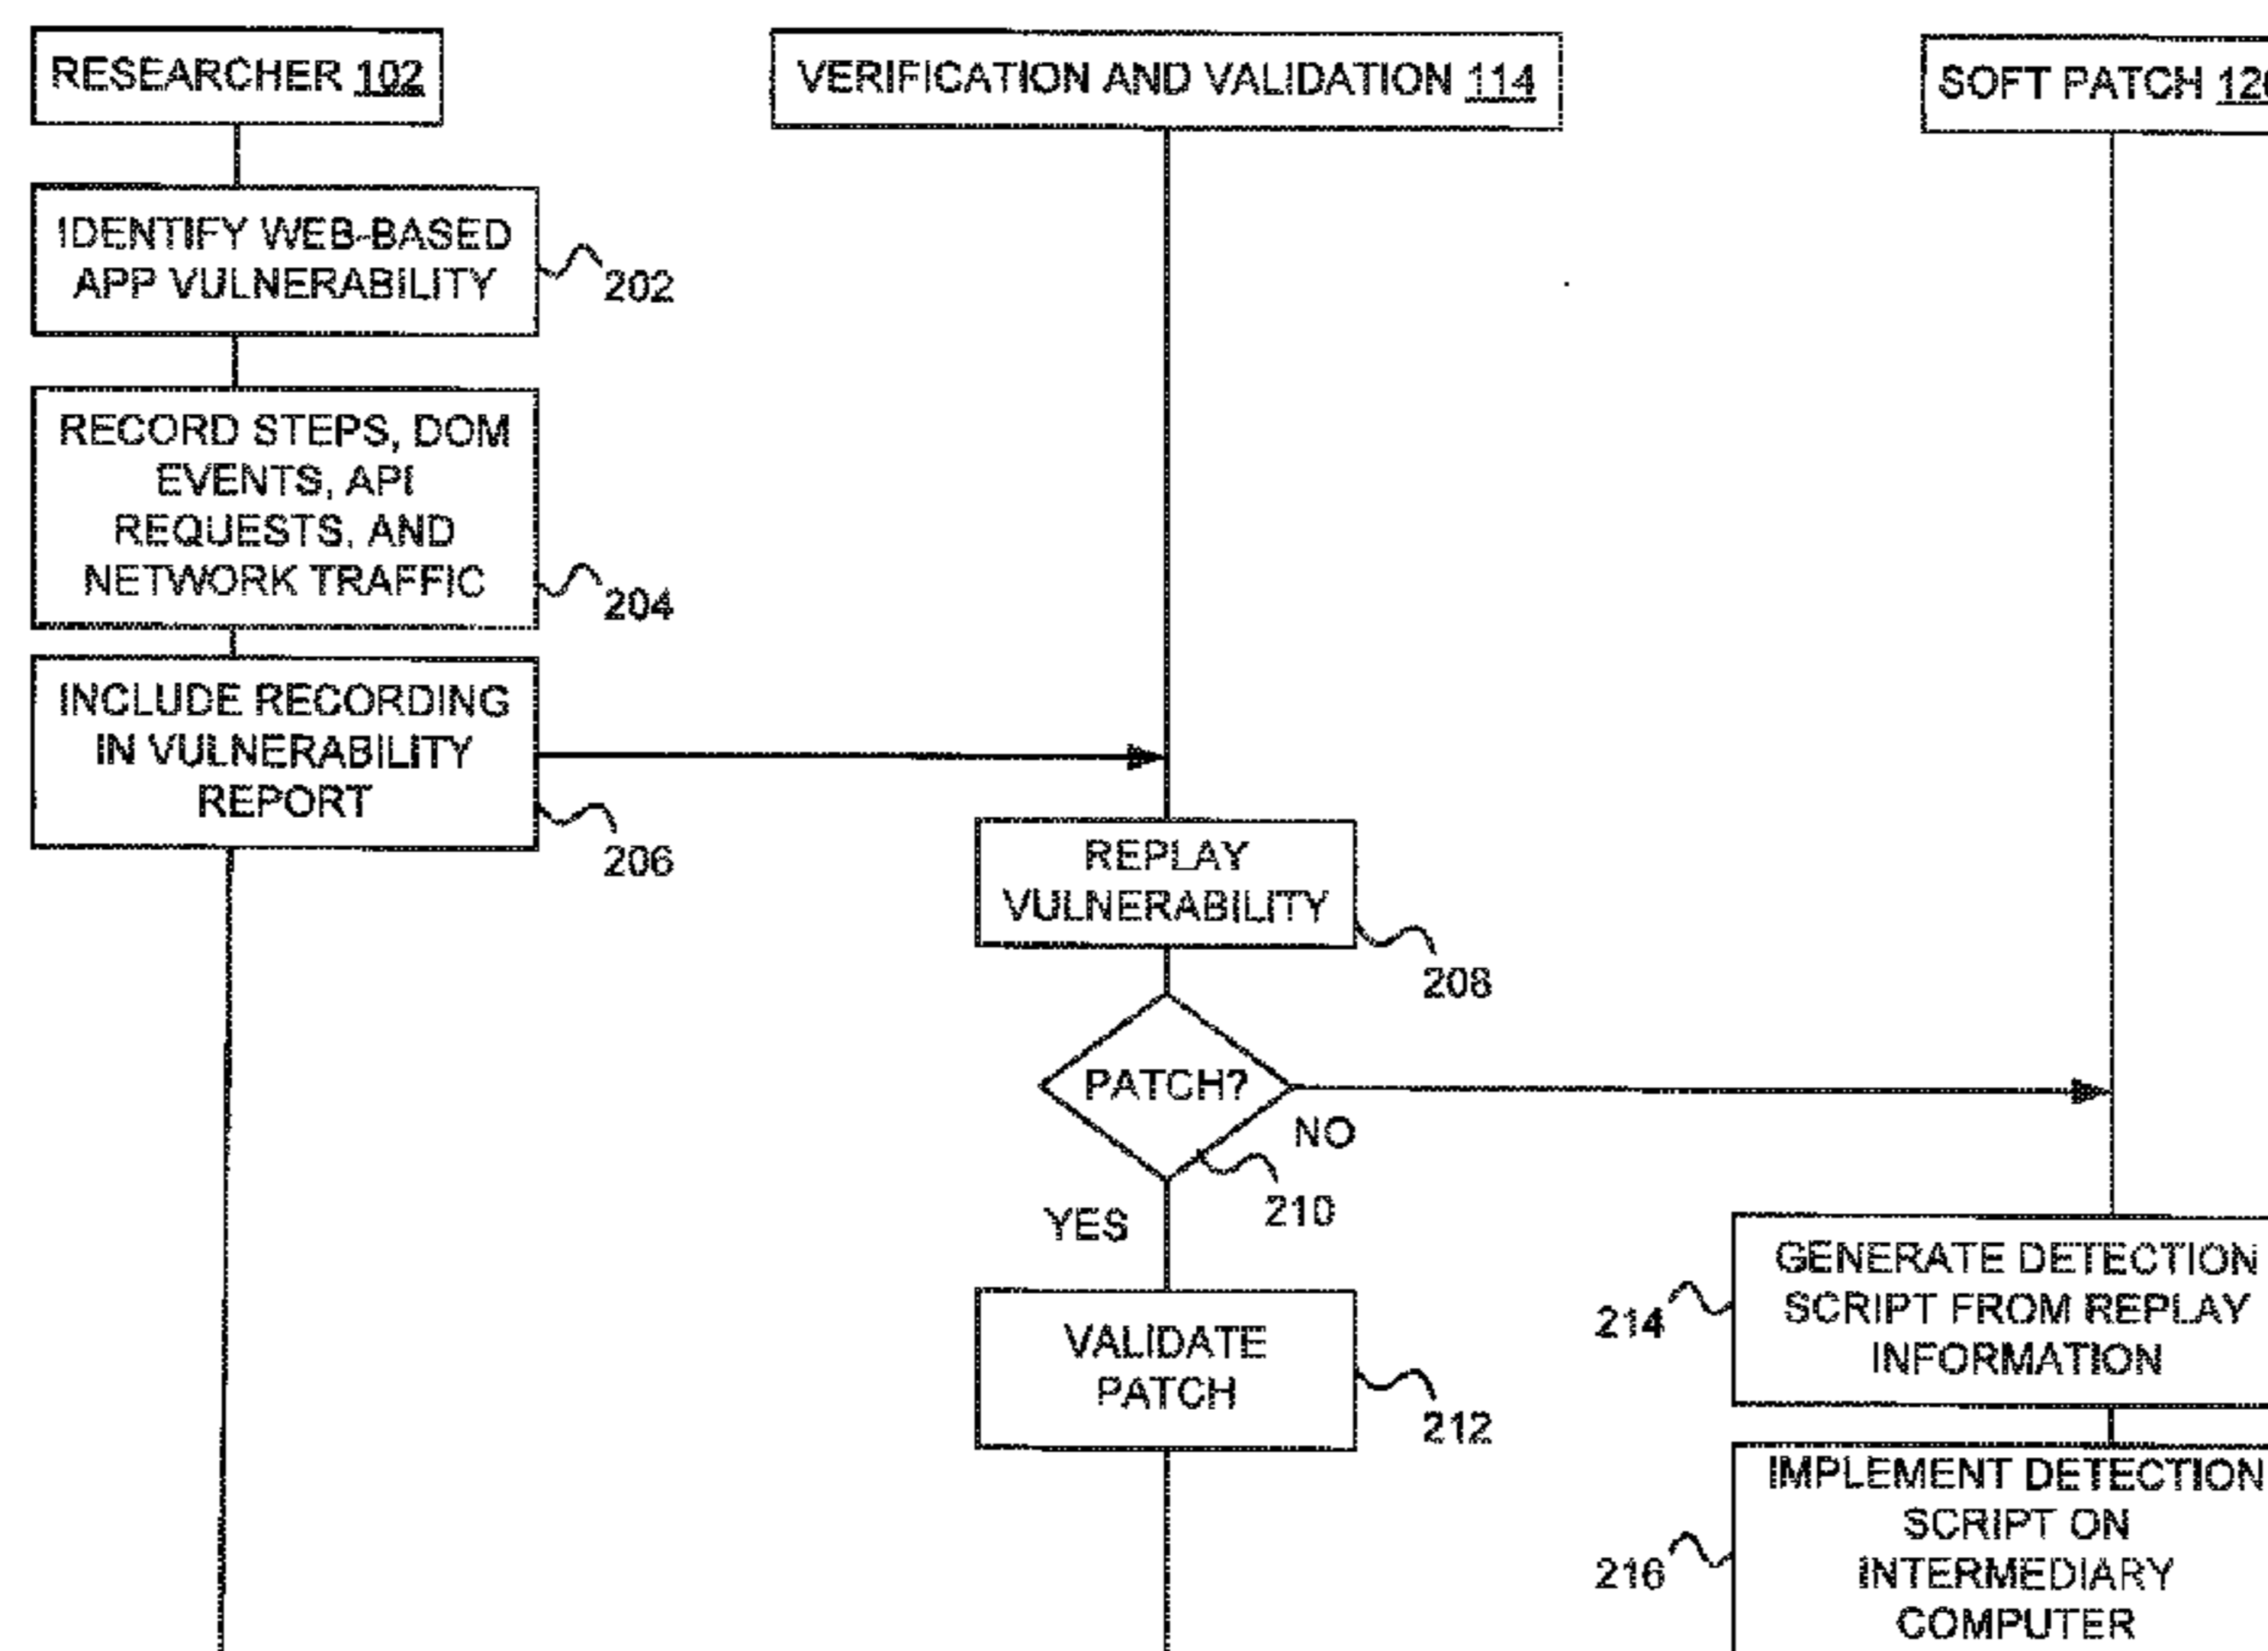 RESEARCHER 102
VERIFICATION AND VALIDATION 114
SOFT PATCH
IDENTIFY WEB-BASED
APP VULNERABILITY
202
RECORD STEPS, DOM
EVENTS, API
REQUESTS, AND
NETWORK TRAFFIC
204
INCLUDE RECORDING
IN VULNERABILITY
REPORT
206
REPLAY
VULNERABILITY
208
PATCH?
NO
210
YES
VALIDATE
PATCH
212
GENERATE DETECTION
SCRIPT FROM REPLAY
INFORMATION
214
IMPLEMENT DETECTION
SCRIPT ON
INTERMEDIARY
COMPUTER
216